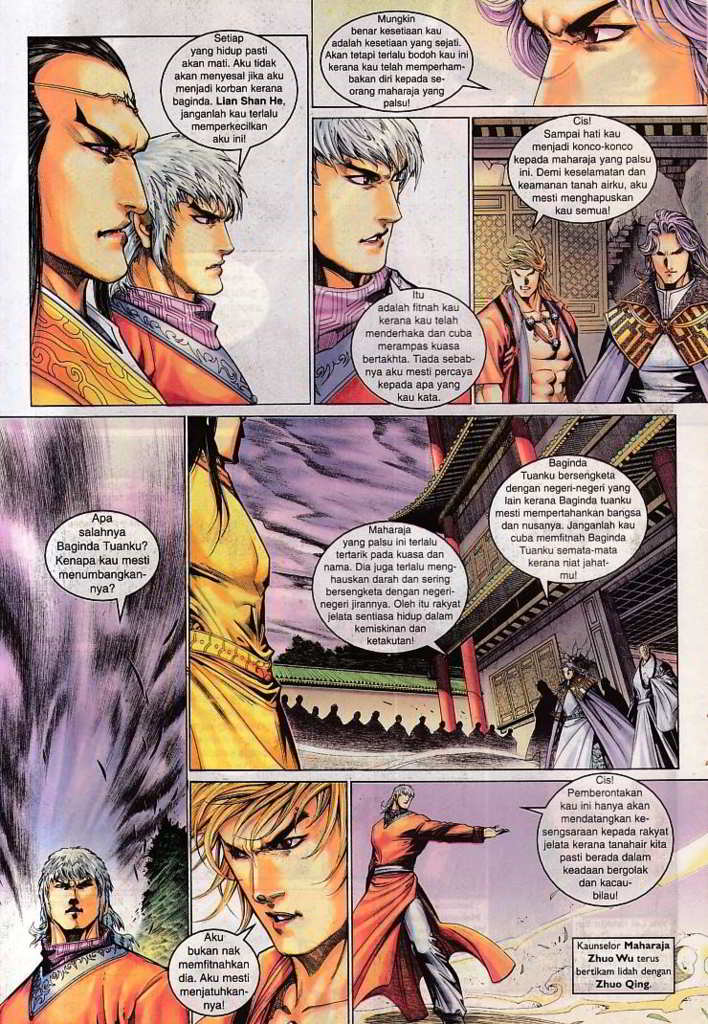 Setiap
yang hidup pasti
akan mati. Aku tidak
akan menyesal jika aku
menjadi korban kerana
baginda. Lian Shan He,
janganlah kau terlalu
memperkecilkan
aku ini!
Mungkin
benar kesetiaan kau
adalah kesetiaan yang sejati.
Akan tetapi terlalu bodoh kau ini
kerana kau telah memperham-
bakan diri kepada se-
orang maharaja yang
palsu!
Itu
adalah fitnah kau
kerana kau telah
menderhaka dan cuba
merampas kuasa
bertakhta. Tiada sebab-
nya aku mesti percaya
kepada apa yang
kau kata.
Cis!
Sampai hati kau
menjadi konco-konco
kepada maharaja yang palsu
ini. Demi keselamatan dan
keamanan tanah airku, aku
mesti menghapuskan
kau semua!
Apa
salahnya
Baginda Tuanku?
Kenapa kau mesti
menumbangkan-
nya?
Maharaja
yang palsu ini terlalu
tertarik pada kuasa dan
nama. Dia juga terlalu meng-
hauskan darah dan sering
bersengketa dengan negeri-
negeri jirannya. Oleh itu rakyat
jelata sentiasa hidup dalam
kemiskinan dan
ketakutan!
Baginda
Tuanku bersengketa
dengan negeri-negeri yang
lain kerana Baginda tuanku
mesti mempertahankan bangsa
dan nusanya. Janganlah kau
cuba memfitnah Baginda
Tuanku semata-mata
kerana niat jahat-
mu!
Aku
bukan nak
memfitnahkan
dia. Aku mesti
menjatuhkan-
nya!
Cis!
Pemberontakan
kau ini hanya akan
mendatangkan ke-
sengsaraan kepada rakyat
jelata kerana tanahair kita
pasti berada dalam
keadaan bergolak
dan kacau-
bilau!
Kaunselor Maharaja
Zhuo Wu terus
bertikam lidah dengan
Zhuo Qing.